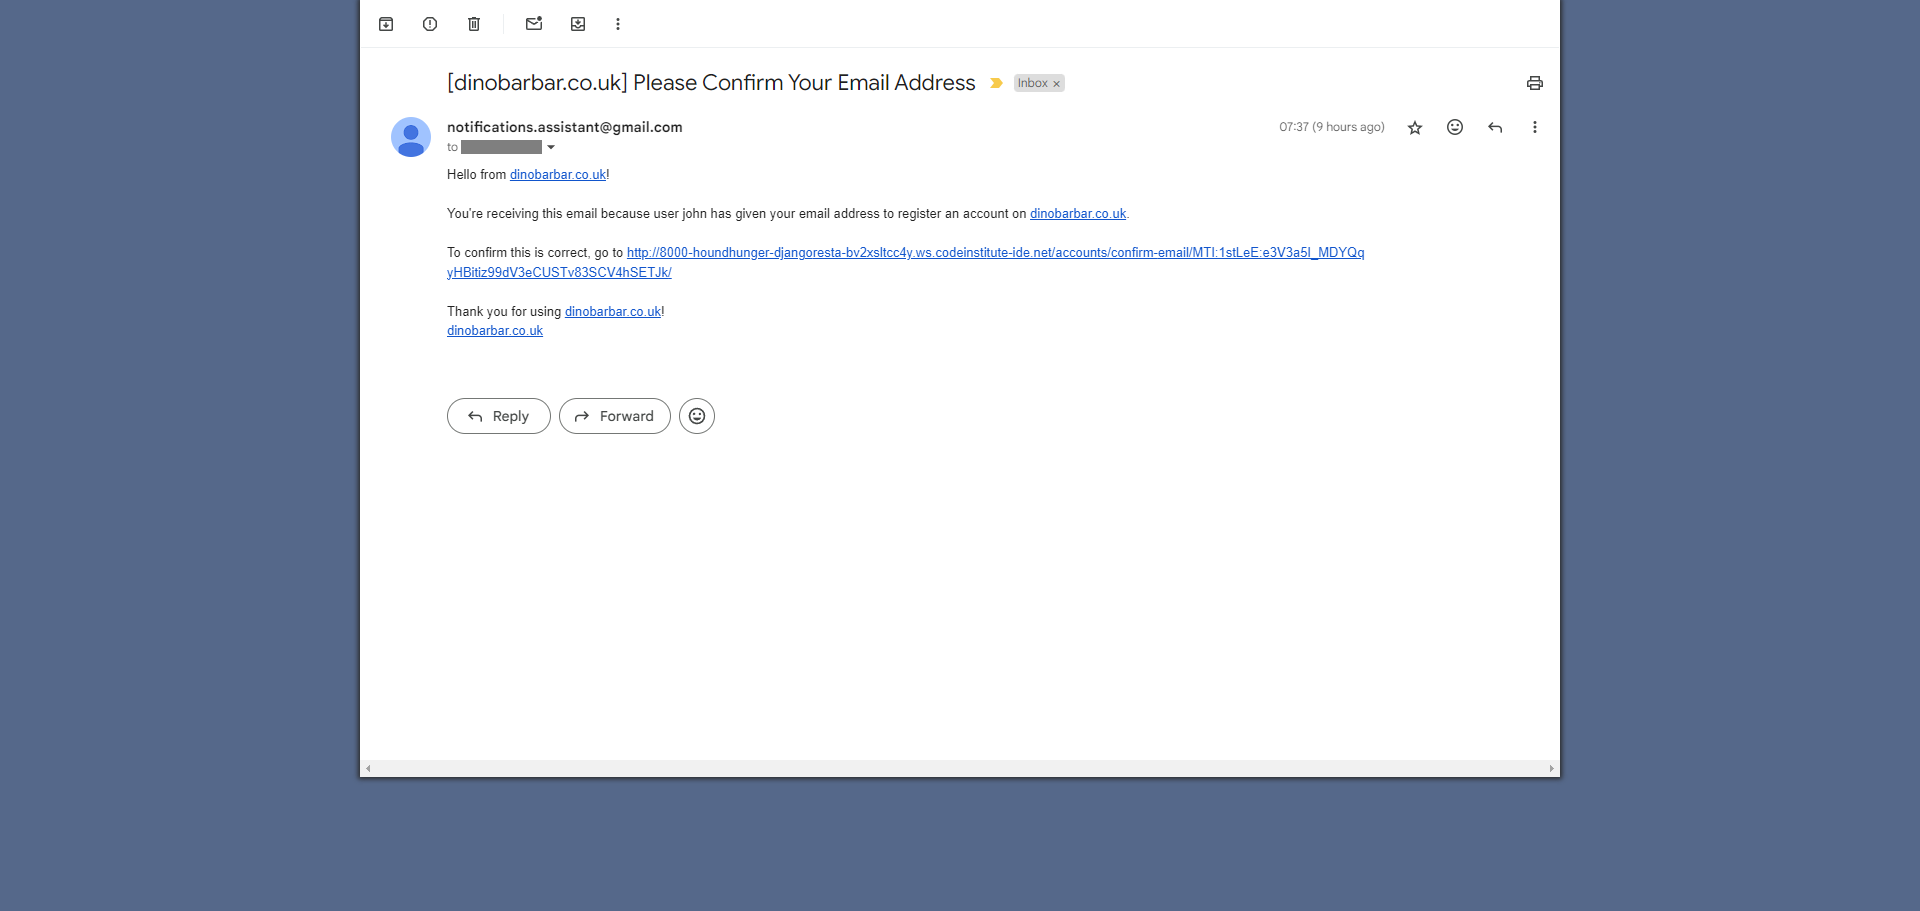 [dinobarbar.co.uk] Please Confirm Your Email Address Inbox ×
notifications.assistant@gmail.com 07:37 (9 hours ago)
to
Hello from dinobarbar.co.uk!
You're receiving this email because user john has given your email address to register an account on dinobarbar.co.uk.
To confirm this is correct, go to http://8000-houndhunger-djangoresta-bv2xsltcc4y.ws.codeinstitute-ide.net/accounts/confirm-email/MTI:1stLeE:e3V3a5I_MDYQq
yHBitiz99dV3eCUSTv83SCV4hSETJk/
Thank you for using dinobarbar.co.uk!
dinobarbar.co.uk
Reply Forward